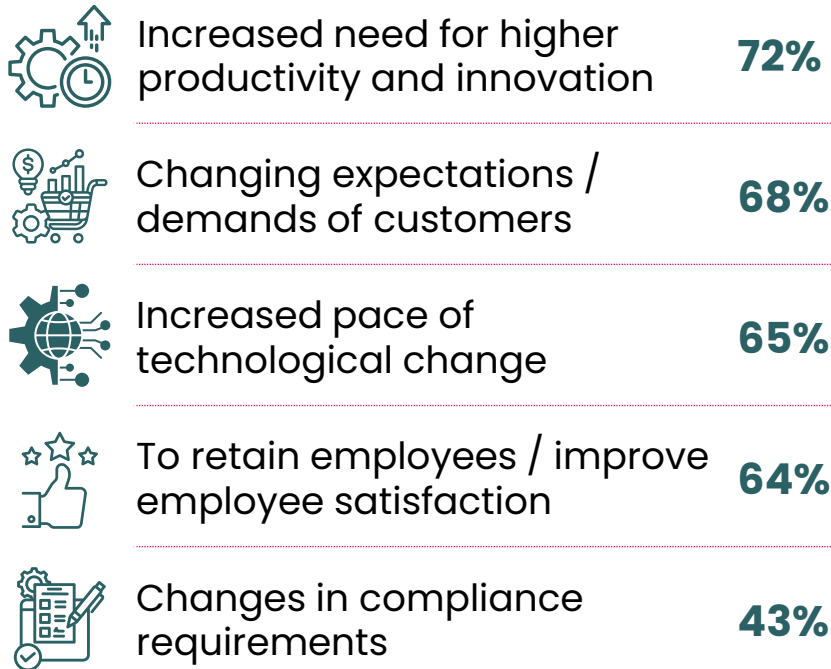 Increased need for higher
productivity and innovation
72%
Changing expectations /
demands of customers
68%
Increased pace of
technological change
65%
To retain employees / improve
employee satisfaction
64%
Changes in compliance
requirements
43%